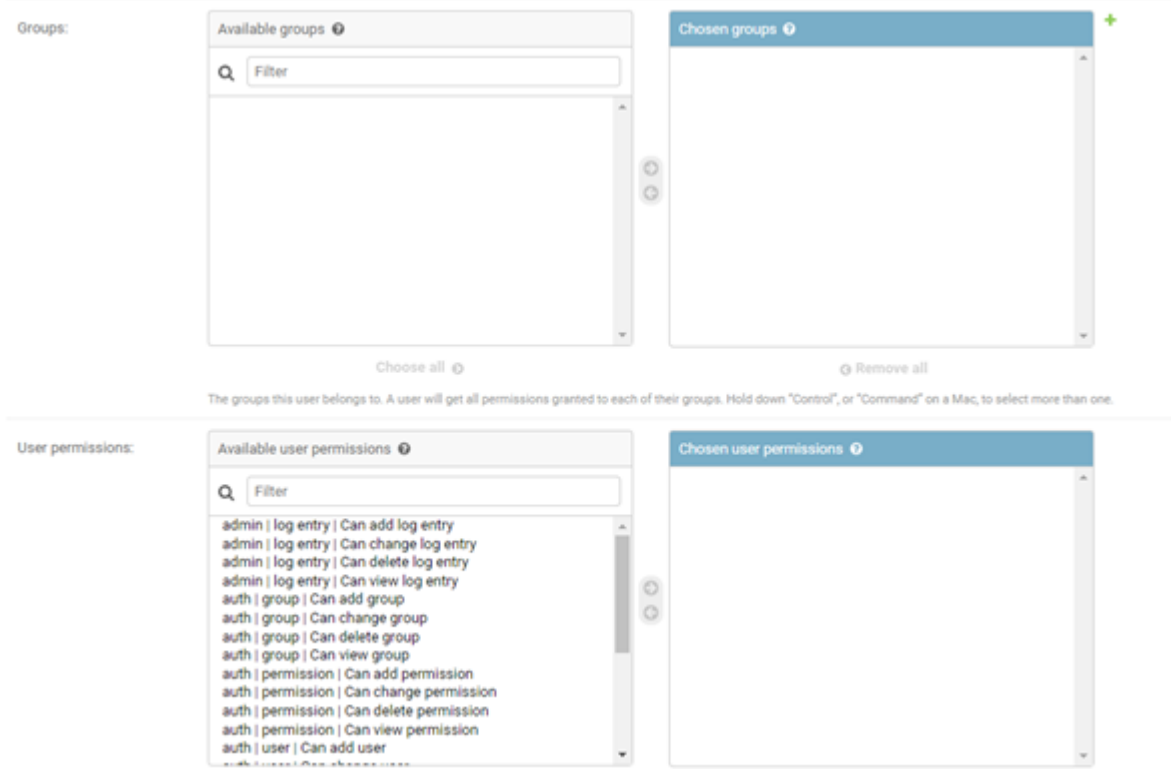 Groups:
Available groups
Chosen groups
Filter
Choose all
Remove all
The groups this user belongs to. A user will get all permissions granted to each of their groups. Hold down “Control”, or “Command” on a Mac, to select more than one.
User permissions:
Available user permissions
Chosen user permissions
Filter
admin | log entry | Can add log entry
admin | log entry | Can change log entry
admin | log entry | Can delete log entry
admin | log entry | Can view log entry
auth | group | Can add group
auth | group | Can change group
auth | group | Can delete group
auth | group | Can view group
auth | permission | Can add permission
auth | permission | Can change permission
auth | permission | Can delete permission
auth | permission | Can view permission
auth | user | Can add user
auth | user | Can change user